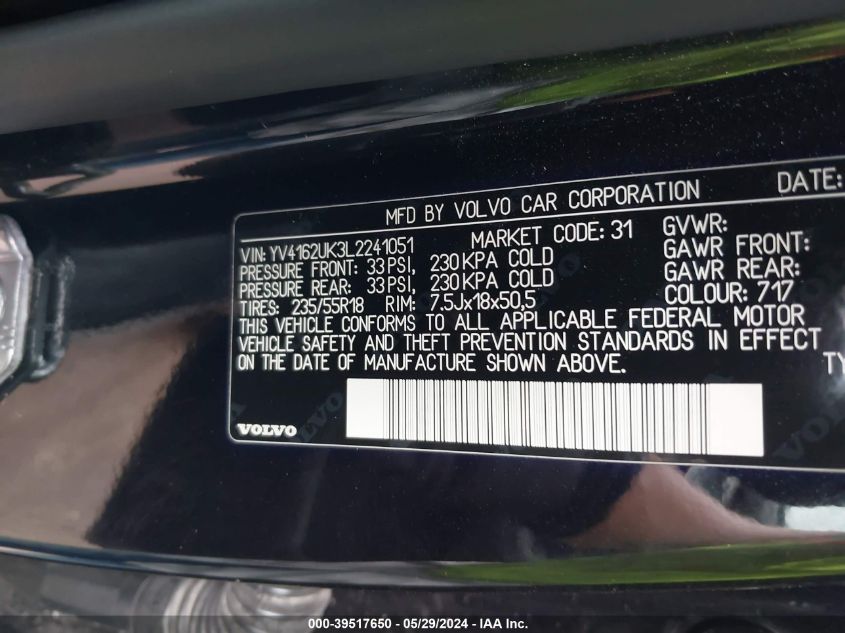 MFD BY VOLVO CAR CORPORATION DATE:
VIN: YV4162UK3L2241051 MARKET CODE: 31 GVWR:
PRESSURE FRONT: 33 PSI, 230 KPA COLD GAWR FRONT:
PRESSURE REAR: 33 PSI, 230 KPA COLD GAWR REAR:
TIRES: 235/55R18 RIM: 7.5Jx18x50,5 COLOUR: 717
THIS VEHICLE CONFORMS TO ALL APPLICABLE FEDERAL MOTOR
VEHICLE SAFETY AND THEFT PREVENTION STANDARDS IN EFFECT
ON THE DATE OF MANUFACTURE SHOWN ABOVE. TY
VOLVO
000-39517650 - 05/29/2024 - IAA Inc.